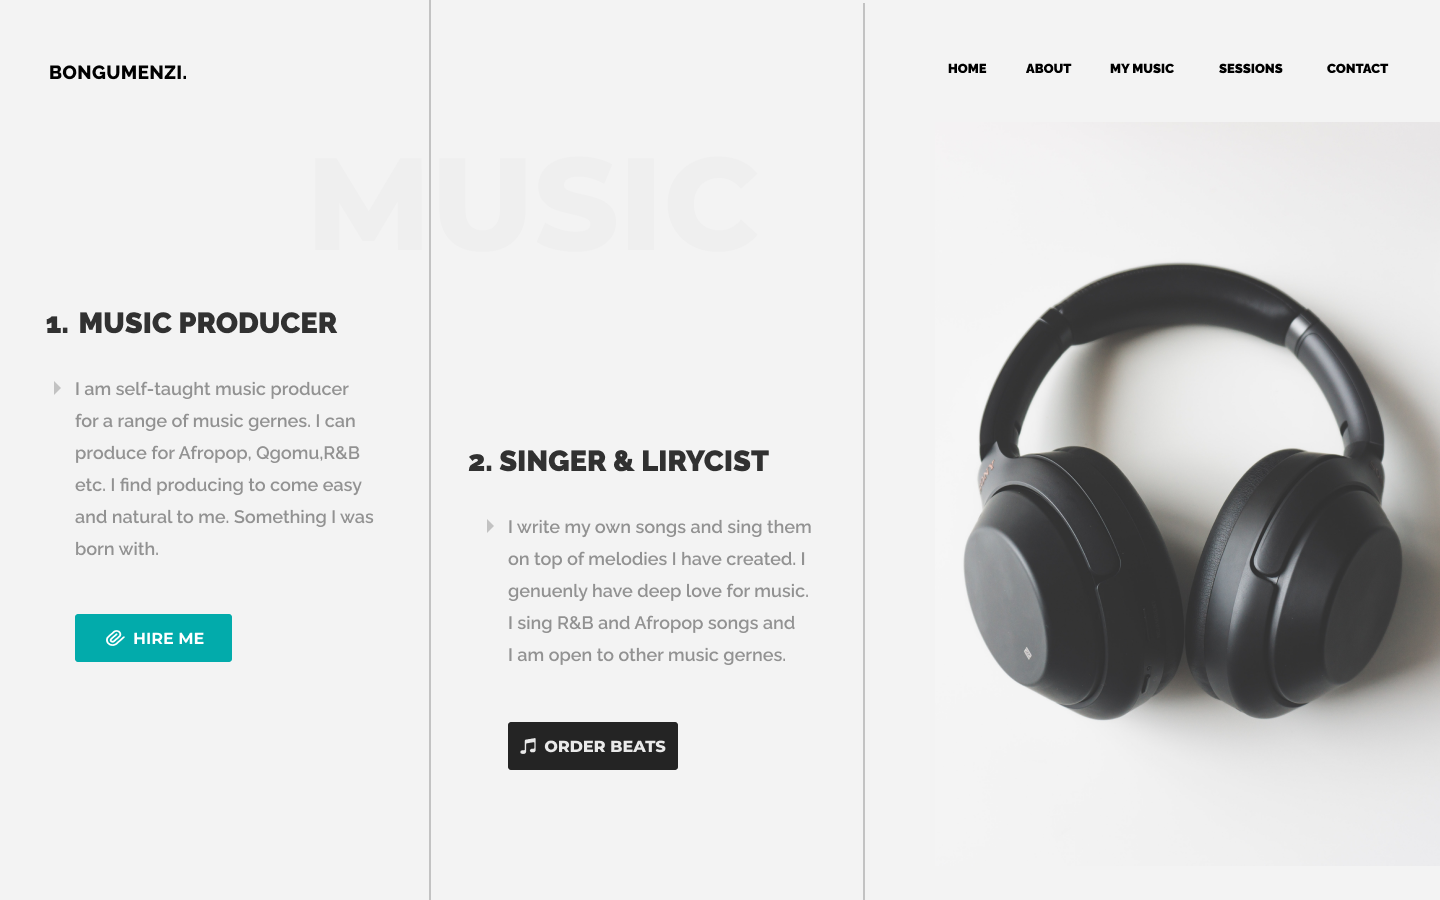 BONGUMENZI.
HOME ABOUT MY MUSIC SESSIONS CONTACT
MUSIC
1. MUSIC PRODUCER
I am self-taught music producer
for a range of music gernes. I can
produce for Afropop, Qgomu,R&B
etc. I find producing to come easy
and natural to me. Something I was
born with.
HIRE ME
2. SINGER & LIRYCIST
I write my own songs and sing them
on top of melodies I have created. I
genuenly have deep love for music.
I sing R&B and Afropop songs and
I am open to other music gernes.
ORDER BEATS